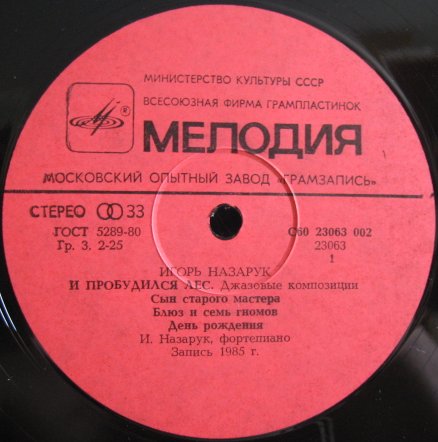 МИНИСТЕРСТВО КУЛЬТУРЫ СССР
ВСЕСОЮЗНАЯ ФИРМА ГРАМПЛАСТИНОК
МЕЛОДИЯ
МОСКОВСКИЙ ОПЫТНЫЙ ЗАВОД «ГРАМЗАПИСЬ»
СТЕРЕО 33
ГОСТ 5289-80
Гр. 3. 2-25
С60 23063 002
23063
1
ИГОРЬ НАЗАРУК
И ПРОБУДИЛСЯ ЛЕС. Джазовые композиции
Сын старого мастера
Блюз и семь гномов
День рождения
И. Назарук, фортепиано
Запись 1985 г.